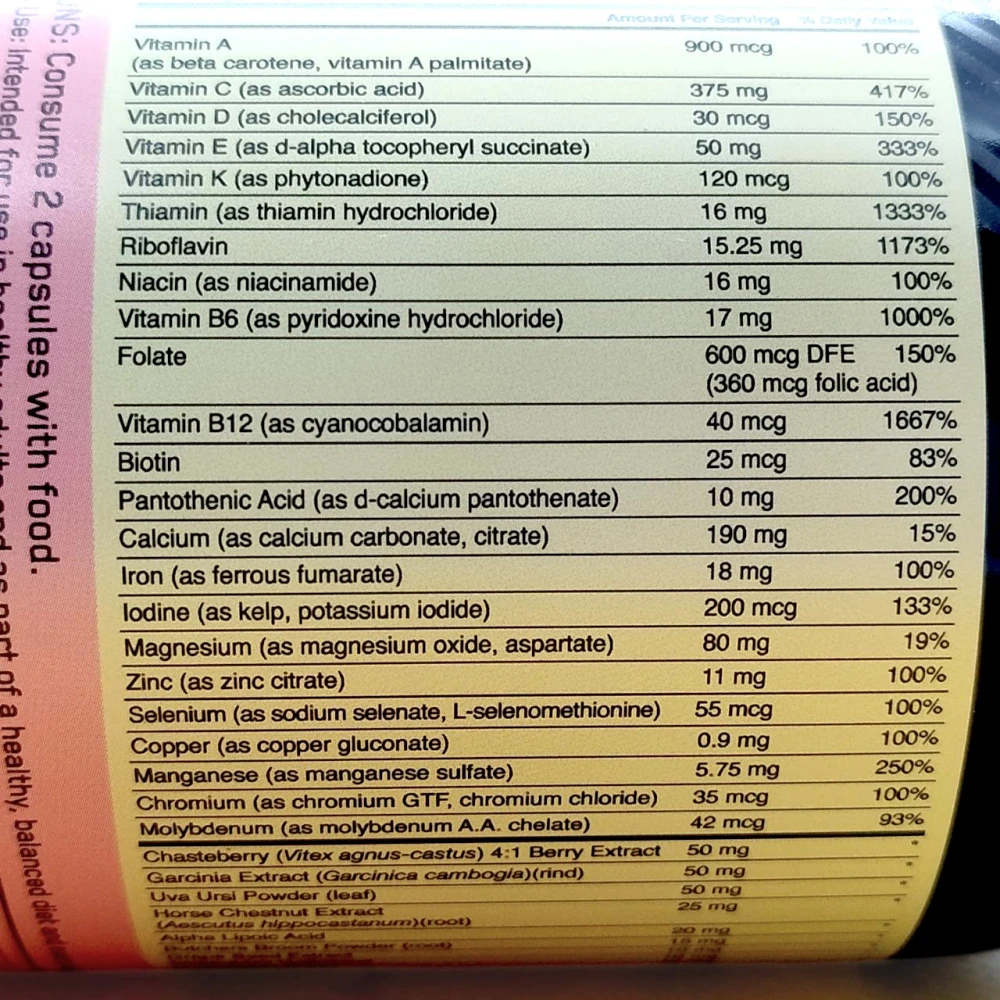 NS: Consume 2 capsules with food.
Use: Intended for use in healthy adults and as part of a healthy, balanced diet and
Amount Per Serving % Daily Value
Vitamin A 900 mcg 100%
(as beta carotene, vitamin A palmitate)
Vitamin C (as ascorbic acid) 375 mg 417%
Vitamin D (as cholecalciferol) 30 mcg 150%
Vitamin E (as d-alpha tocopheryl succinate) 50 mg 333%
Vitamin K (as phytonadione) 120 mcg 100%
Thiamin (as thiamin hydrochloride) 16 mg 1333%
Riboflavin 15.25 mg 1173%
Niacin (as niacinamide) 16 mg 100%
Vitamin B6 (as pyridoxine hydrochloride) 17 mg 1000%
Folate 600 mcg DFE 150%
(360 mcg folic acid)
Vitamin B12 (as cyanocobalamin) 40 mcg 1667%
Biotin 25 mcg 83%
Pantothenic Acid (as d-calcium pantothenate) 10 mg 200%
Calcium (as calcium carbonate, citrate) 190 mg 15%
Iron (as ferrous fumarate) 18 mg 100%
Iodine (as kelp, potassium iodide) 200 mcg 133%
Magnesium (as magnesium oxide, aspartate) 80 mg 19%
Zinc (as zinc citrate) 11 mg 100%
Selenium (as sodium selenate, L-selenomethionine) 55 mcg 100%
Copper (as copper gluconate) 0.9 mg 100%
Manganese (as manganese sulfate) 5.75 mg 250%
Chromium (as chromium GTF, chromium chloride) 35 mcg 100%
Molybdenum (as molybdenum A.A. chelate) 42 mcg 93%
Chasteberry (Vitex agnus-castus) 4:1 Berry Extract 50 mg *
Garcinia Extract (Garcinica cambogia)(rind) 50 mg *
Uva Ursi Powder (leaf) 50 mg *
Horse Chestnut Extract 25 mg *
(Aescutus hippocastanum)(root)
Alpha Lipoic Acid 20 mg
Butchers Broom Powder (root) 15 mg